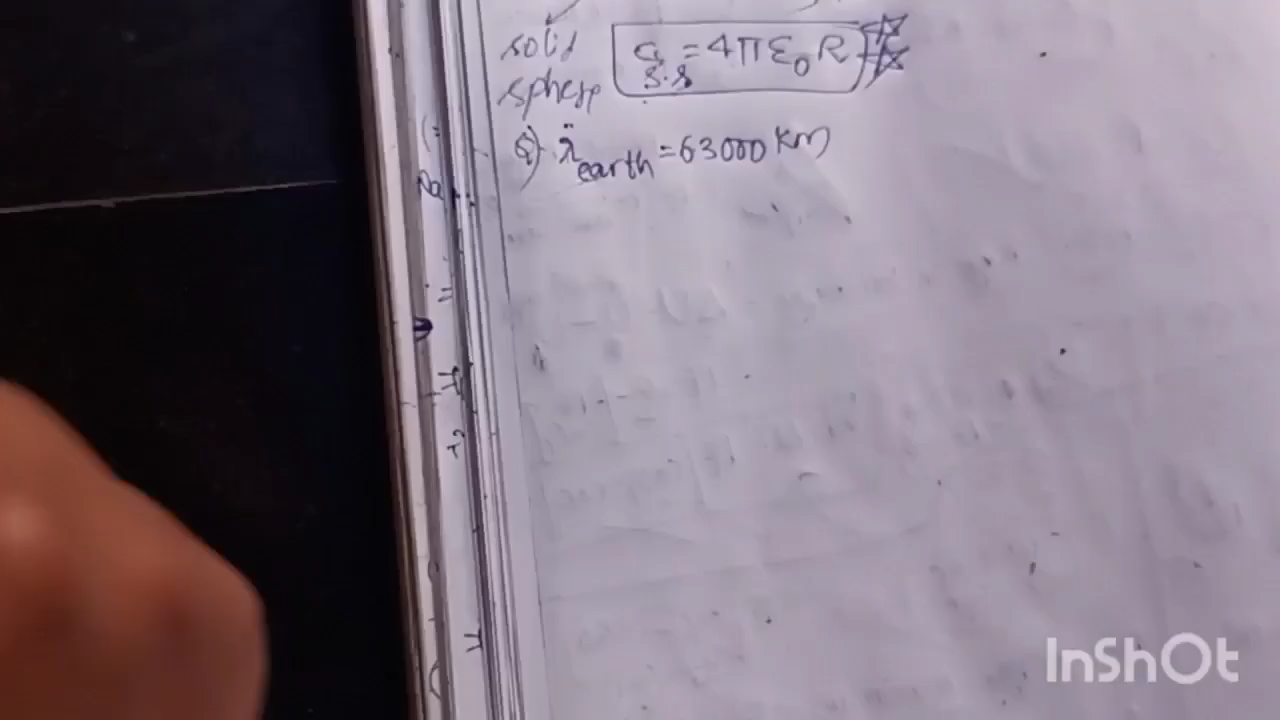 solid
sphere
C s.s = 4πε₀R
Q) r earth = 63000 km
InShOt